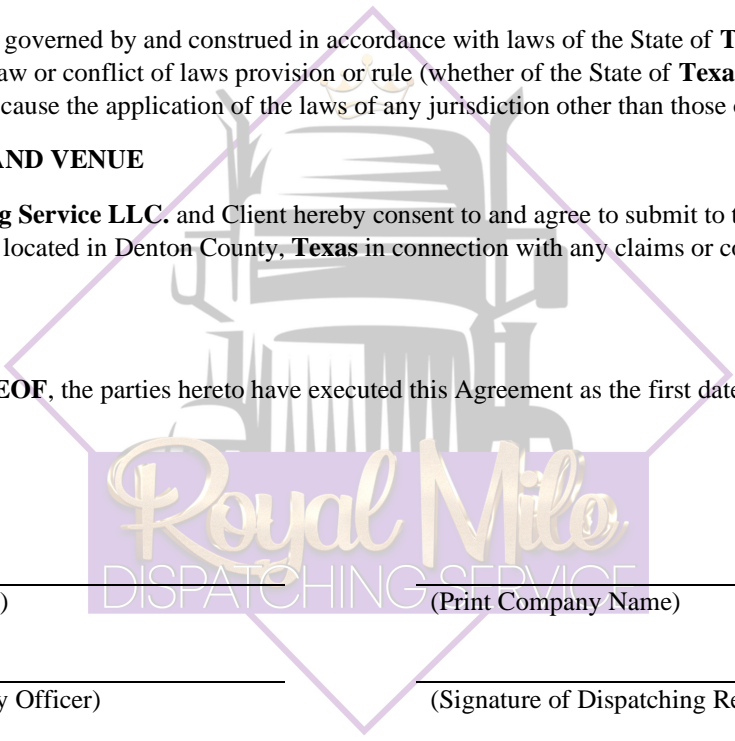 governed by and construed in accordance with laws of the State of T
aw or conflict of laws provision or rule (whether of the State of Texa
cause the application of the laws of any jurisdiction other than those
AND VENUE
g Service LLC. and Client hereby consent to and agree to submit to t
located in Denton County, Texas in connection with any claims or co
EOF, the parties hereto have executed this Agreement as the first date
Royal Mile
DISPATCHING SERVICE
) (Print Company Name)
y Officer) (Signature of Dispatching Re